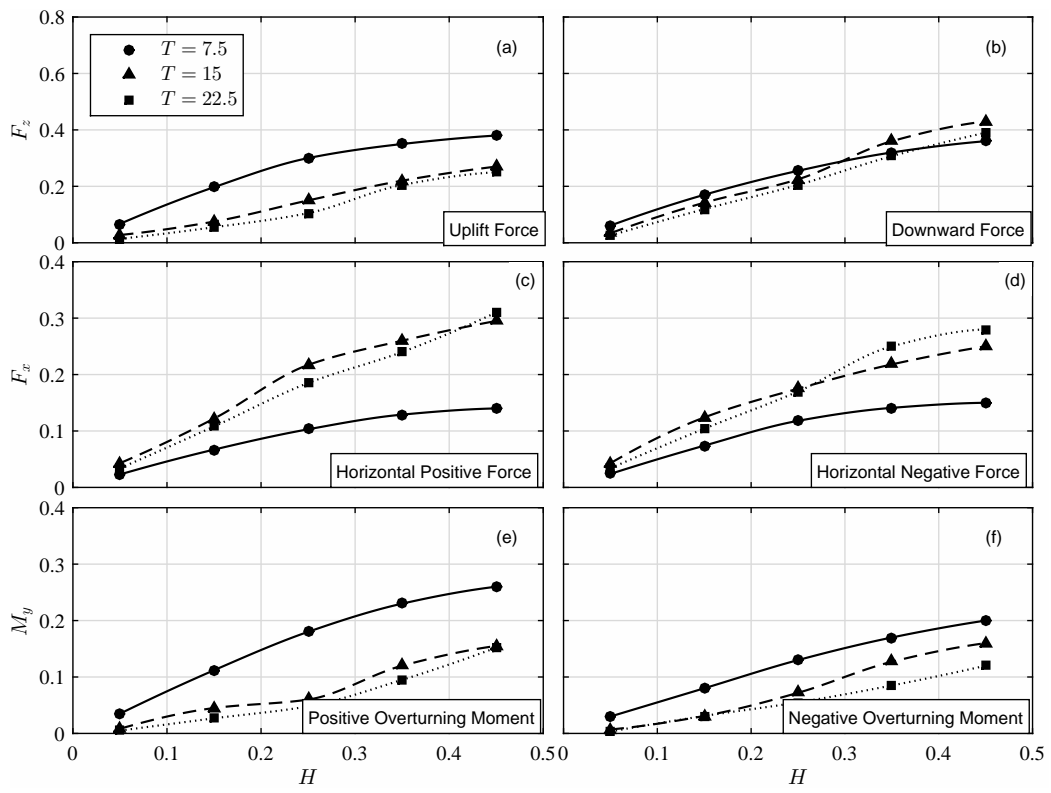 0.8
0.6
0.4
0.2
0
F_z
T = 7.5
T = 15
T = 22.5
(a)
Uplift Force
(b)
Downward Force
0.4
0.3
0.2
0.1
0
F_x
(c)
Horizontal Positive Force
(d)
Horizontal Negative Force
0.4
0.3
0.2
0.1
0
M_y
(e)
Positive Overturning Moment
(f)
Negative Overturning Moment
0 0.1 0.2 0.3 0.4 0.5
H
0.1 0.2 0.3 0.4 0.5
H